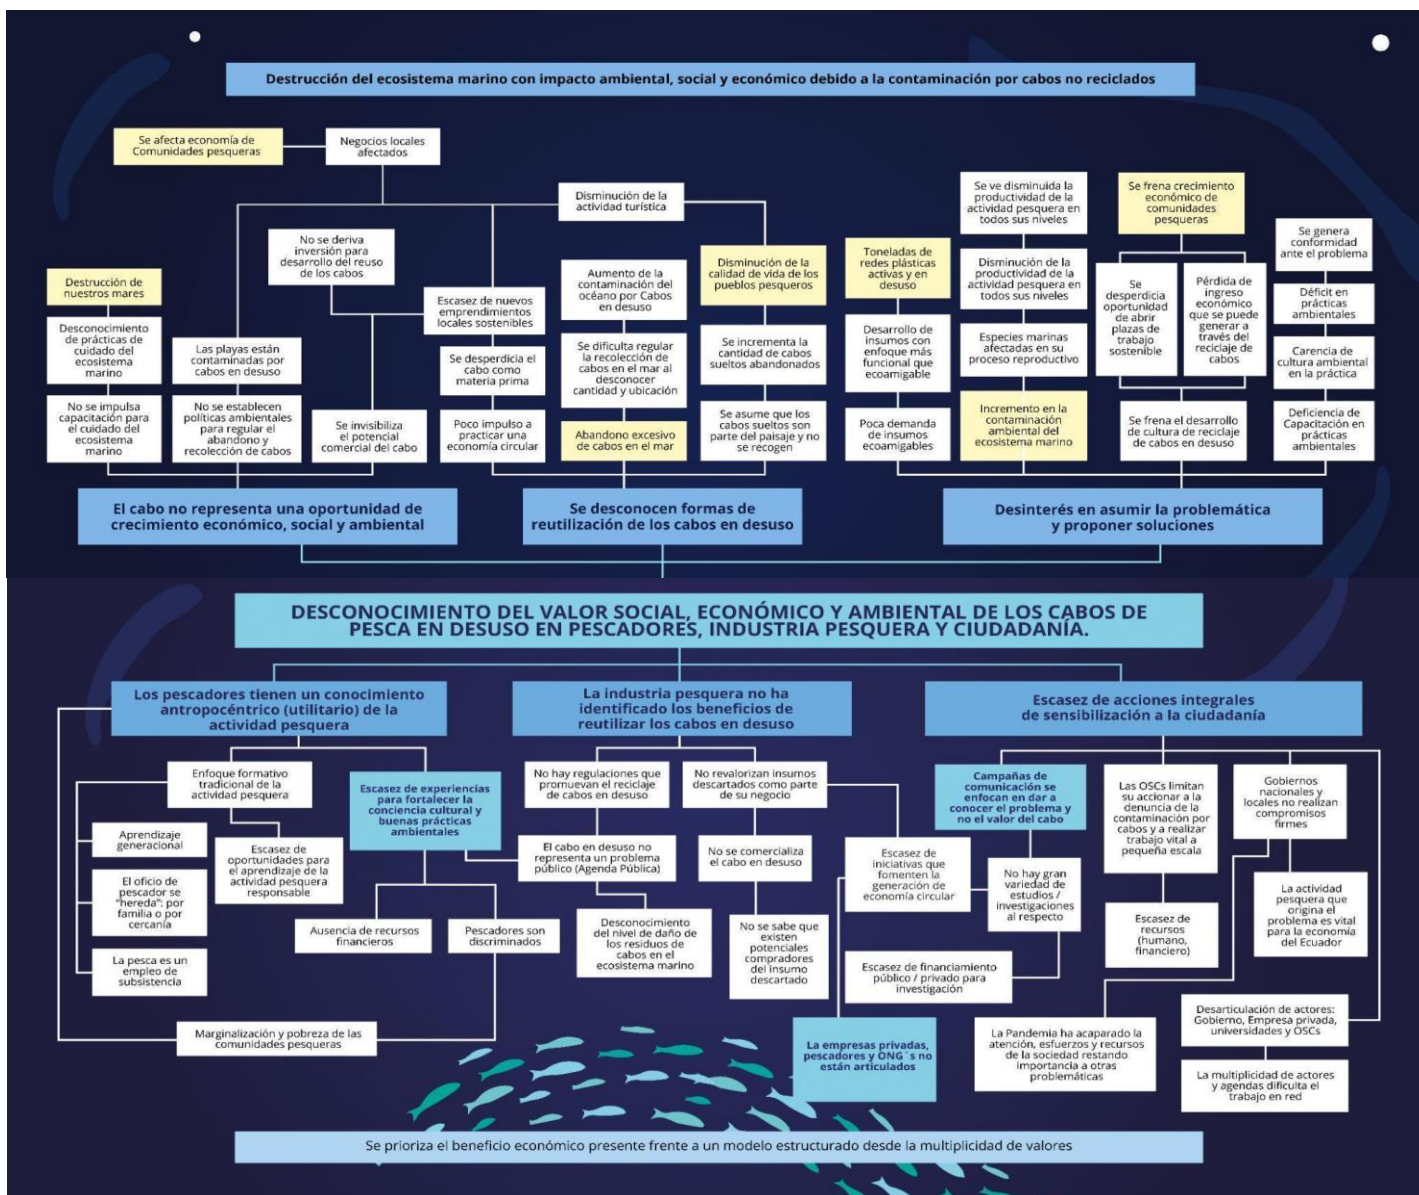 Destrucción del ecosistema marino con impacto ambiental, social y económico debido a la contaminación por cabos no reciclados
Se afecta economía de
Comunidades pesqueras
Negocios locales
afectados
Disminución de la
actividad turística
No se deriva
inversión para
desarrollo del reuso
de los cabos
Destrucción de
nuestros mares
Desconocimiento
de prácticas de
cuidado del
ecosistema
marino
No se impulsa
capacitación para
el cuidado del
ecosistema
marino
Las playas están
contaminadas por
cabos en desuso
No se establecen
políticas ambientales
para regular el
abandono y
recolección de cabos
Se invisibiliza
el potencial
comercial del cabo
Escasez de nuevos
emprendimientos
locales sostenibles
Se desperdicia el
cabo como
materia prima
Poco impulso a
practicar una
economía circular
Aumento de la
contaminación del
océano por Cabos
en desuso
Se dificulta regular
la recolección de
cabos en el mar al
desconocer
cantidad y ubicación
Abandono excesivo
de cabos en el mar
Disminución de la
calidad de vida de los
pueblos pesqueros
Se incrementa la
cantidad de cabos
sueltos abandonados
Se asume que los
cabos sueltos son
parte del paisaje y no
se recogen
Toneladas de
redes plásticas
activas y en
desuso
Desarrollo de
insumos con
enfoque más
funcional que
ecoamigable
Poca demanda
de insumos
ecoamigables
Se ve disminuida la
productividad de la
actividad pesquera en
todos sus niveles
Disminución de la
productividad de la
actividad pesquera en
todos sus niveles
Especies marinas
afectadas en su
proceso reproductivo
Incremento en la
contaminación
ambiental del
ecosistema marino
Se frena crecimiento
económico de
comunidades
pesqueras
Se
desperdicia
oportunidad
de abrir
plazas de
trabajo
sostenible
Pérdida de
ingreso
económico
que se puede
generar a
través del
reciclaje de
cabos
Se frena el desarrollo
de cultura de reciclaje
de cabos en desuso
Se genera
conformidad
ante el problema
Déficit en
prácticas
ambientales
Carencia de
cultura ambiental
en la práctica
Deficiencia de
Capacitación en
prácticas
ambientales
El cabo no representa una oportunidad de
crecimiento económico, social y ambiental
Se desconocen formas de
reutilización de los cabos en desuso
Desinterés en asumir la problemática
y proponer soluciones
DESCONOCIMIENTO DEL VALOR SOCIAL, ECONÓMICO Y AMBIENTAL DE LOS CABOS DE
PESCA EN DESUSO EN PESCADORES, INDUSTRIA PESQUERA Y CIUDADANÍA.
Los pescadores tienen un conocimiento
antropocéntrico (utilitario) de la
actividad pesquera
La industria pesquera no ha
identificado los beneficios de
reutilizar los cabos en desuso
Escasez de acciones integrales
de sensibilización a la ciudadanía
Enfoque formativo
tradicional de la
actividad pesquera
Aprendizaje
generacional
El oficio de
pescador se
"hereda": por
familia o por
cercanía
La pesca es un
empleo de
subsistencia
Escasez de
oportunidades para
el aprendizaje de la
actividad pesquera
responsable
Escasez de experiencias
para fortalecer la
conciencia cultural y
buenas prácticas
ambientales
Ausencia de recursos
financieros
Pescadores son
discriminados
Marginalización y pobreza de las
comunidades pesqueras
No hay regulaciones que
promuevan el reciclaje
de cabos en desuso
El cabo en desuso no
representa un problema
público (Agenda Pública)
Desconocimiento
del nivel de daño de
los residuos de
cabos en el
ecosistema marino
No revalorizan insumos
descartados como parte
de su negocio
No se comercializa
el cabo en desuso
No se sabe que
existen
potenciales
compradores
del insumo
descartado
Escasez de
iniciativas que
fomenten la
generación de
economía circular
La empresas privadas,
pescadores y ONG´s no
están articulados
Campañas de
comunicación se
enfocan en dar a
conocer el problema y
no el valor del cabo
No hay gran
variedad de
estudios /
investigaciones
al respecto
Escasez de financiamiento
público / privado para
investigación
Las OSCs limitan
su accionar a la
denuncia de la
contaminación por
cabos y a realizar
trabajo vital a
pequeña escala
Escasez de
recursos
(humano,
financiero)
Gobiernos
nacionales y
locales no realizan
compromisos
firmes
La actividad
pesquera que
origina el
problema es vital
para la economía
del Ecuador
La Pandemia ha acaparado la
atención, esfuerzos y recursos
de la sociedad restando
importancia a otras
problemáticas
Desarticulación de actores:
Gobierno, Empresa privada,
universidades y OSCs
La multiplicidad de actores
y agendas dificulta el
trabajo en red
Se prioriza el beneficio económico presente frente a un modelo estructurado desde la multiplicidad de valores